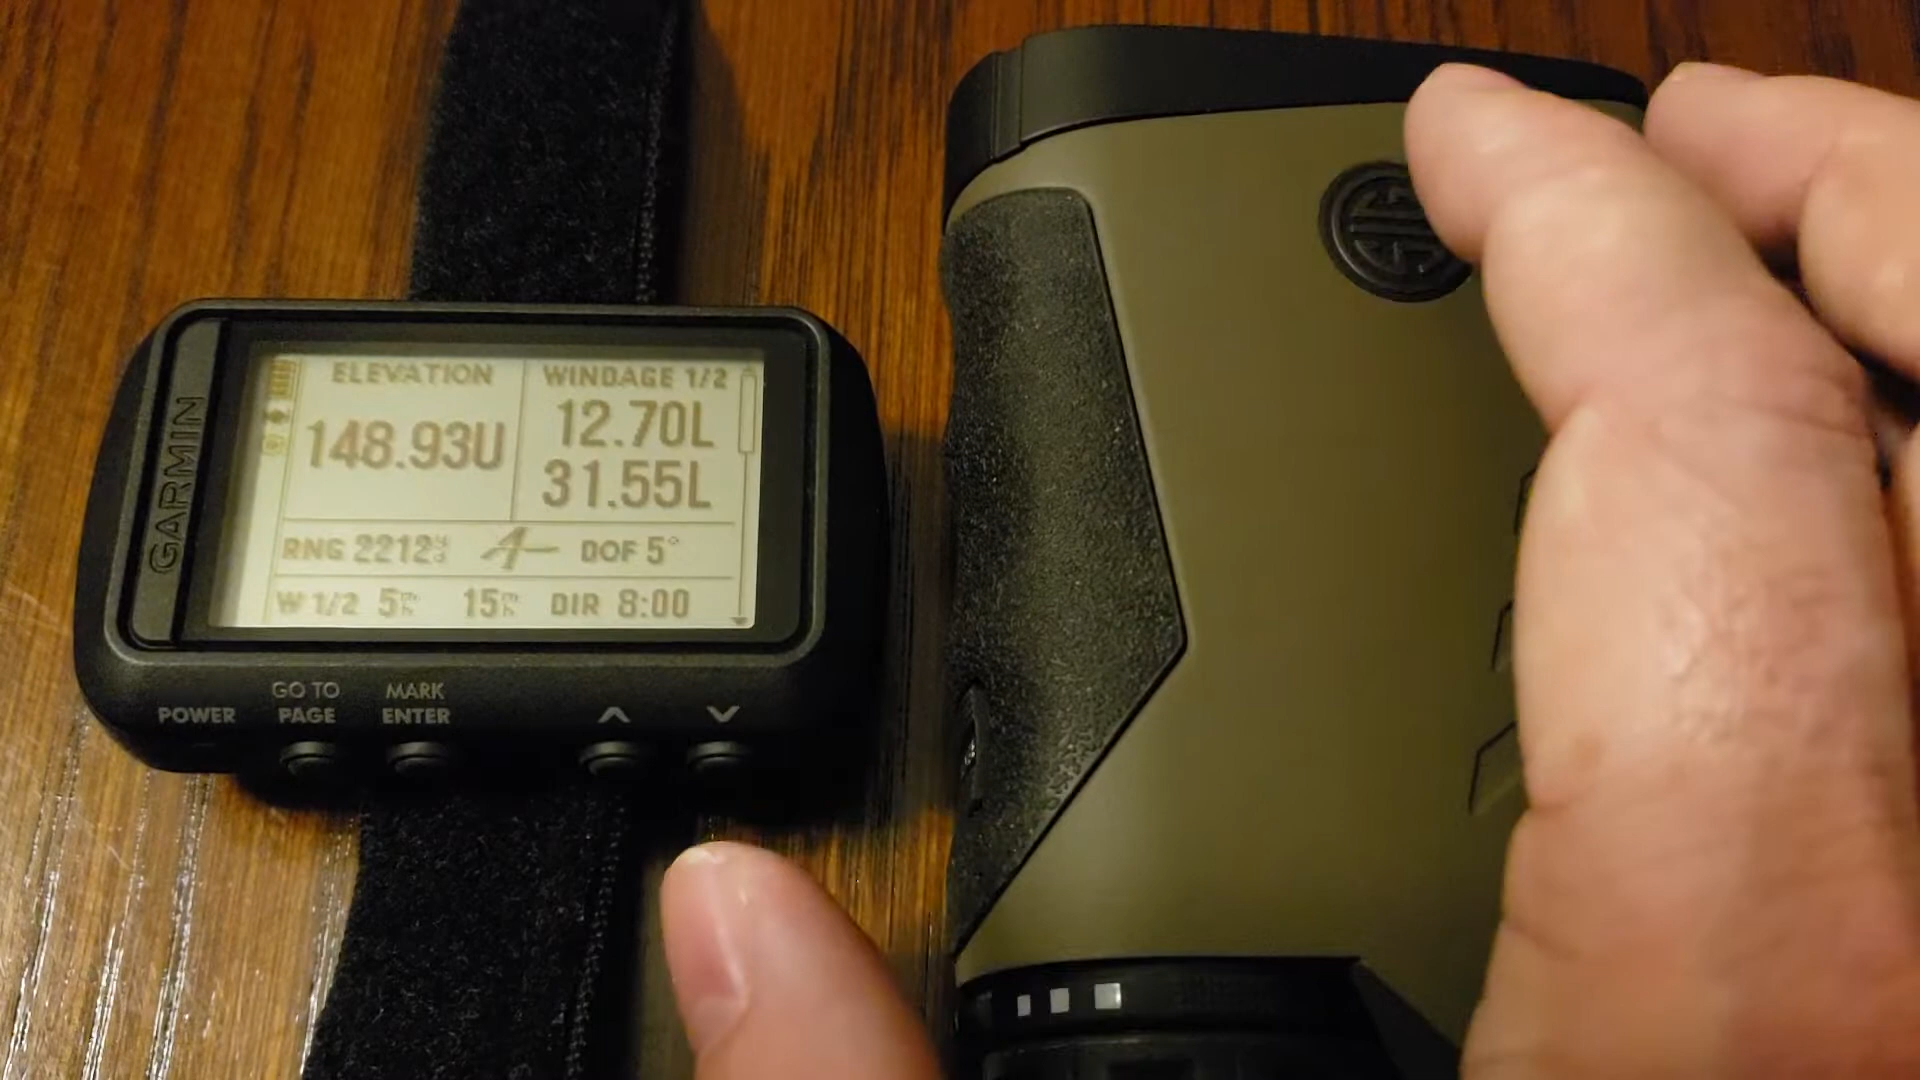 GARMIN
ELEVATION
148.93U
WINDAGE 1/2
12.70L
31.55L
RNG 2212 DOF 5°
W 1/2 5 15 DIR 8:00
POWER
GO TO
PAGE
MARK
ENTER